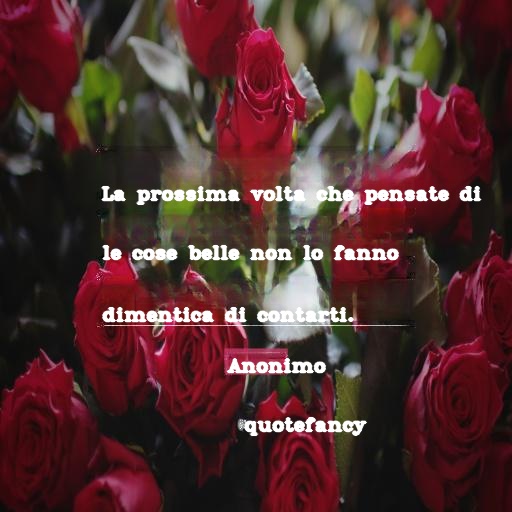 La prossima volta che pensate di
le cose belle non lo fanno
dimentica di contarti.
Anonimo
quotefancy